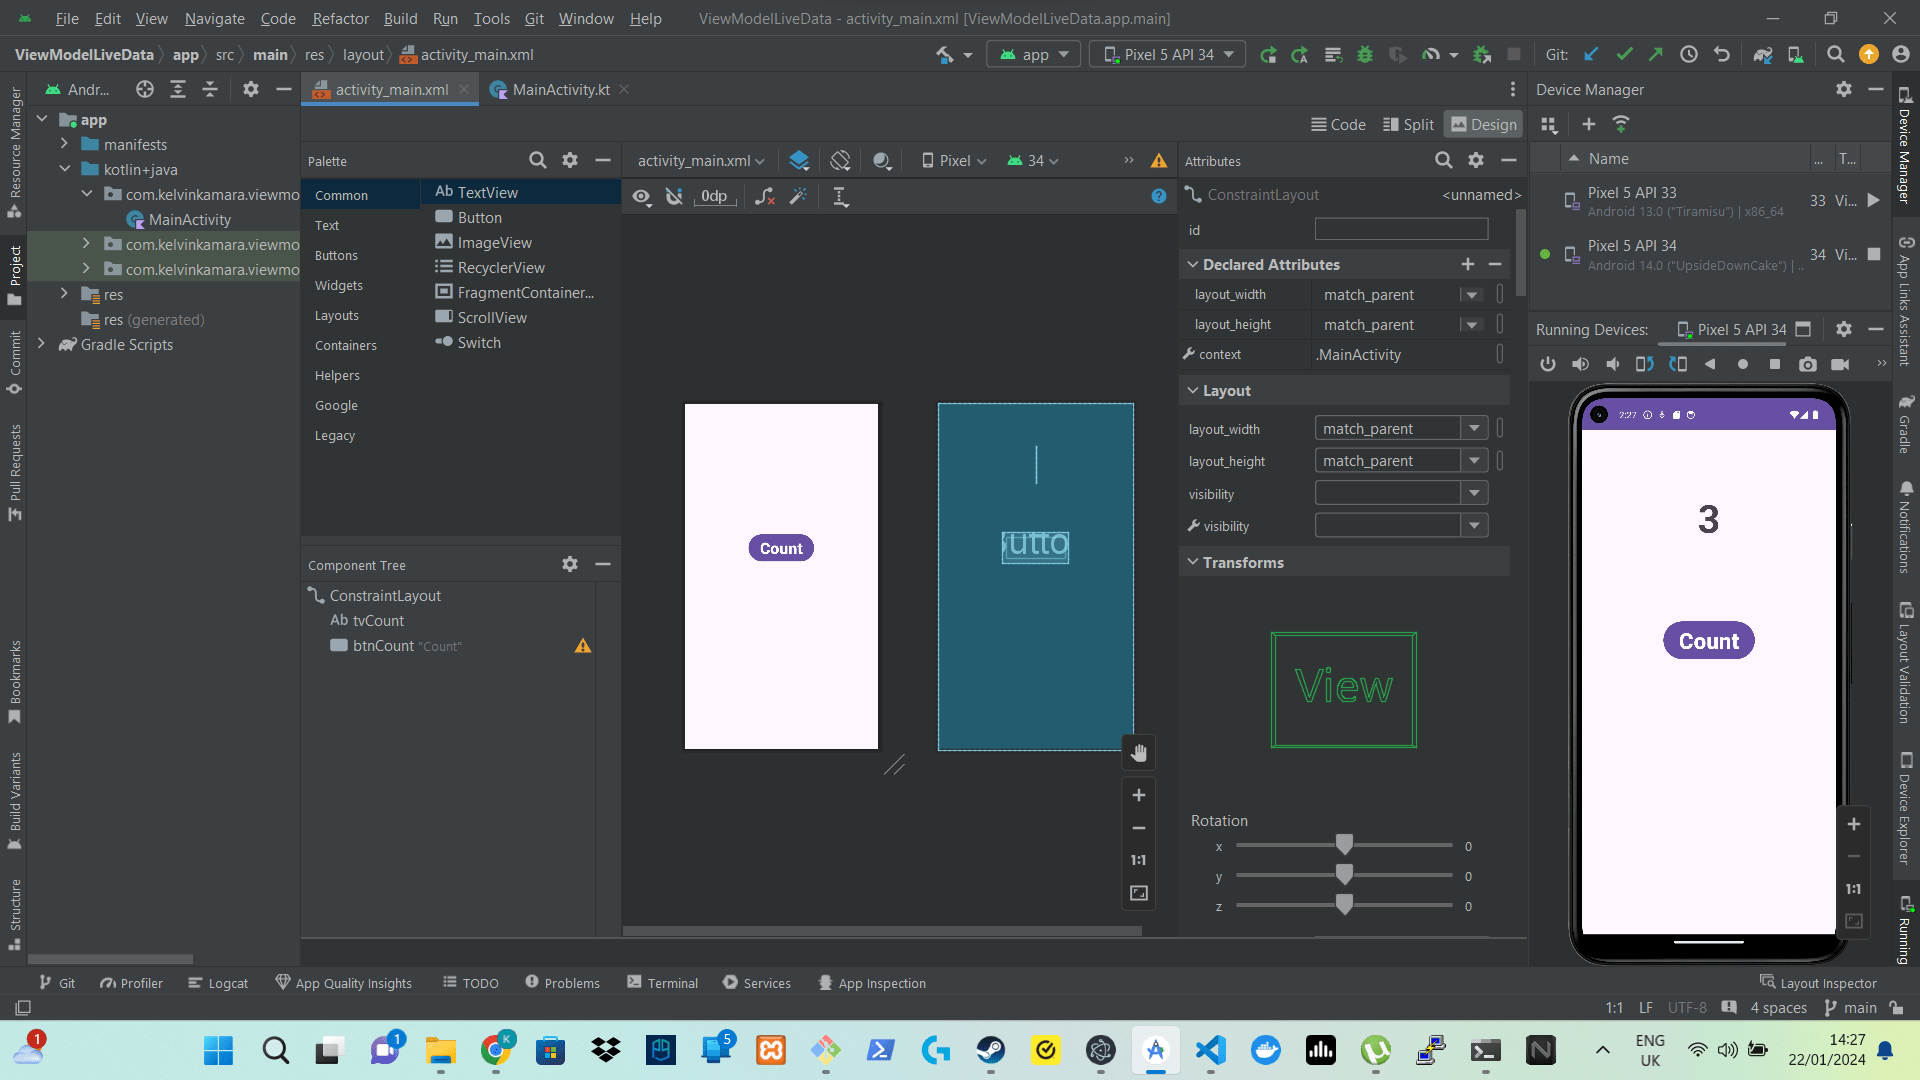 File Edit View Navigate Code Refactor Build Run Tools Git Window Help ViewModelLiveData - activity_main.xml [ViewModelLiveData.app.main]
ViewModelLiveData app src main res layout activity_main.xml app Pixel 5 API 34 Git:
Andr... activity_main.xml MainActivity.kt Device Manager
Code Split Design
app
manifests
kotlin+java
com.kelvinkamara.viewmo
MainActivity
com.kelvinkamara.viewmo
com.kelvinkamara.viewmo
res
res (generated)
Gradle Scripts
Resource Manager
Project
Commit
Pull Requests
Bookmarks
Build Variants
Structure
Palette
Common
Text
Buttons
Widgets
Layouts
Containers
Helpers
Google
Legacy
Ab TextView
Button
ImageView
RecyclerView
FragmentContainer...
ScrollView
Switch
Component Tree
ConstraintLayout
Ab tvCount
btnCount "Count"
activity_main.xml Pixel 34
0dp
Count
utto
1:1
Attributes
ConstraintLayout <unnamed>
id
Declared Attributes
layout_width match_parent
layout_height match_parent
context .MainActivity
Layout
layout_width match_parent
layout_height match_parent
visibility
visibility
Transforms
View
Rotation
x 0
y 0
z 0
Name ... T...
Pixel 5 API 33
Android 13.0 ("Tiramisu") | x86_64
33 Vi...
Pixel 5 API 34
Android 14.0 ("UpsideDownCake") | ..
34 Vi...
Running Devices: Pixel 5 API 34
2:27
3
Count
1:1
Device Manager
App Links Assistant
Gradle
Notifications
Layout Validation
Device Explorer
Running
Git Profiler Logcat App Quality Insights TODO Problems Terminal Services App Inspection Layout Inspector
1:1 LF UTF-8 4 spaces main
1 1 K 5 ENG 14:27
UK 22/01/2024